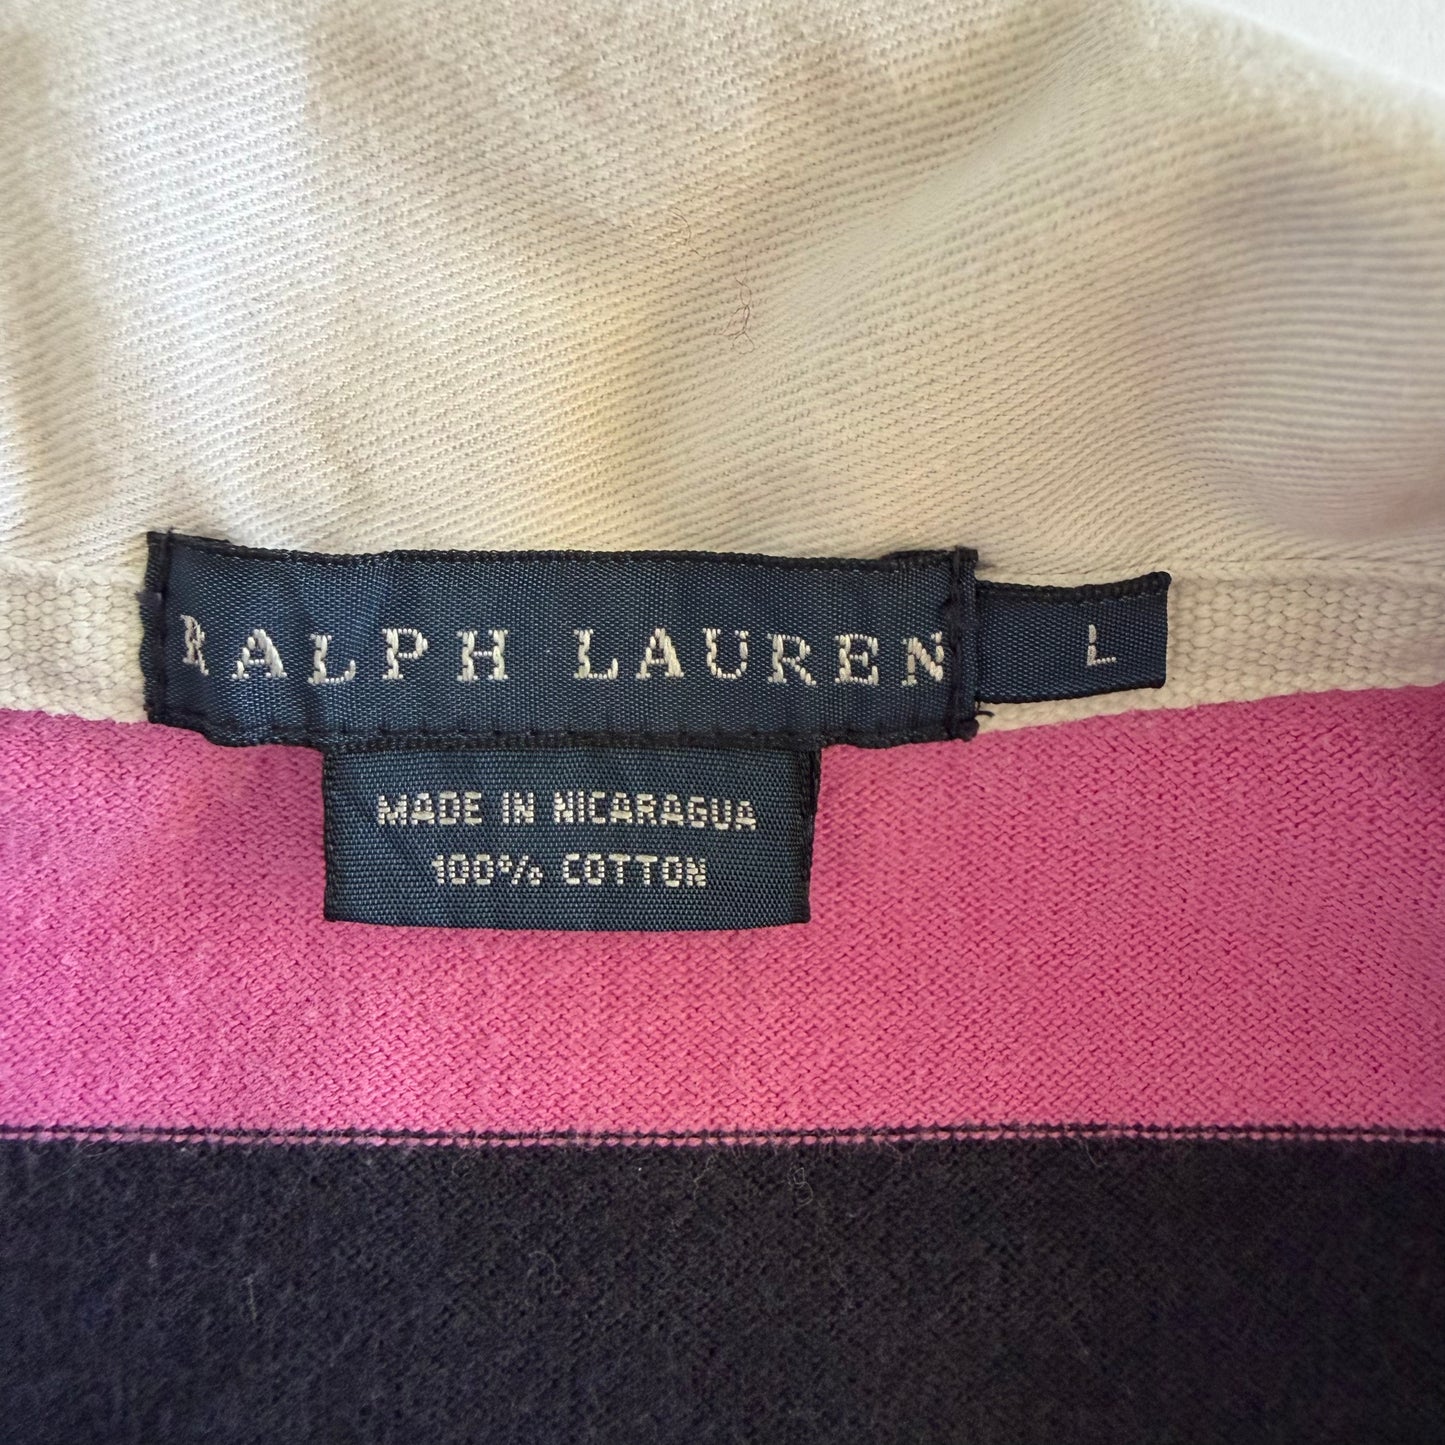 RALPH LAUREN
L
MADE IN NICARAGUA
100% COTTON